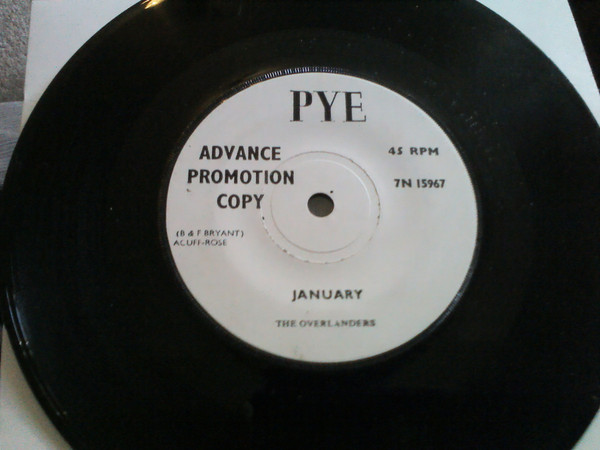 PYE
ADVANCE
PROMOTION
COPY
45 RPM
7N 15967
(B & F BRYANT)
ACUFF-ROSE
JANUARY
THE OVERLANDERS